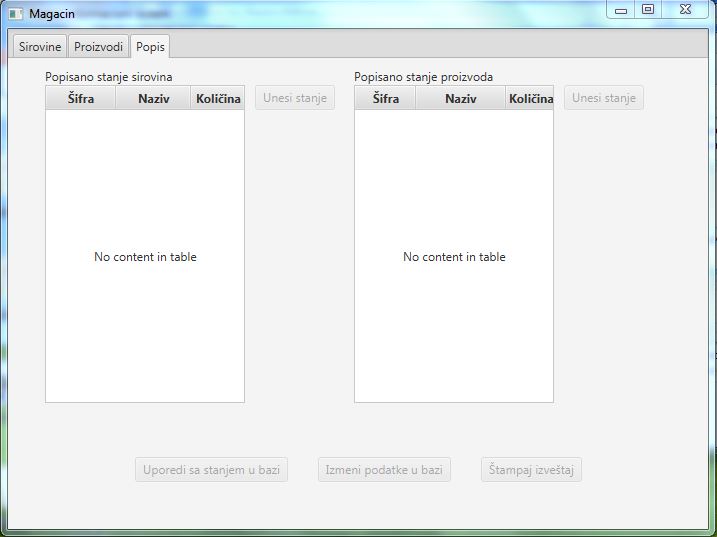 Magacin
Sirovine Proizvodi Popis
Popisano stanje sirovina
Šifra Naziv Količina
Unesi stanje
No content in table
Popisano stanje proizvoda
Šifra Naziv Količina
Unesi stanje
No content in table
Uporedi sa stanjem u bazi
Izmeni podatke u bazi
Štampaj izveštaj